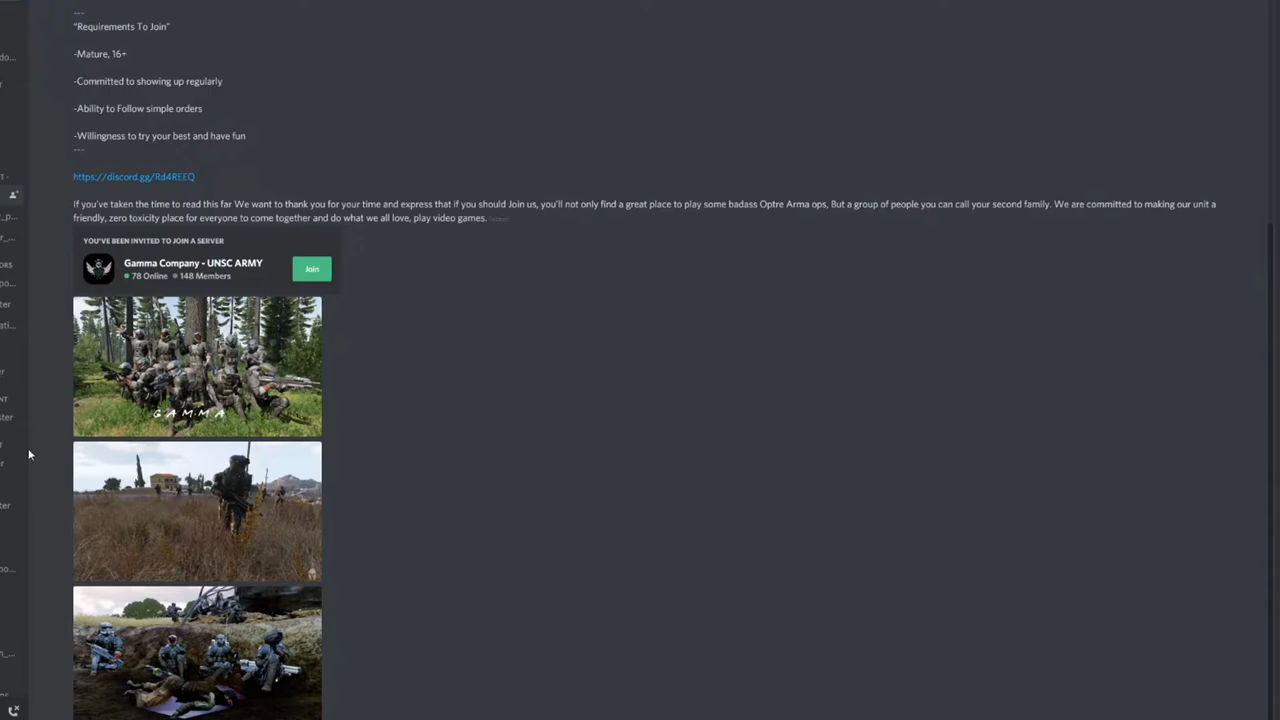 ---
“Requirements To Join”
-Mature, 16+
-Committed to showing up regularly
-Ability to Follow simple orders
-Willingness to try your best and have fun
---
https://discord.gg/Rd4REEQ
If you've taken the time to read this far We want to thank you for your time and express that if you should Join us, you'll not only find a great place to play some badass Optre Arma ops, But a group of people you can call your second family. We are committed to making our unit a
friendly, zero toxicity place for everyone to come together and do what we all love, play video games. (edited)
YOU'VE BEEN INVITED TO JOIN A SERVER
Gamma Company - UNSC ARMY
78 Online 148 Members
Join
GAMMA